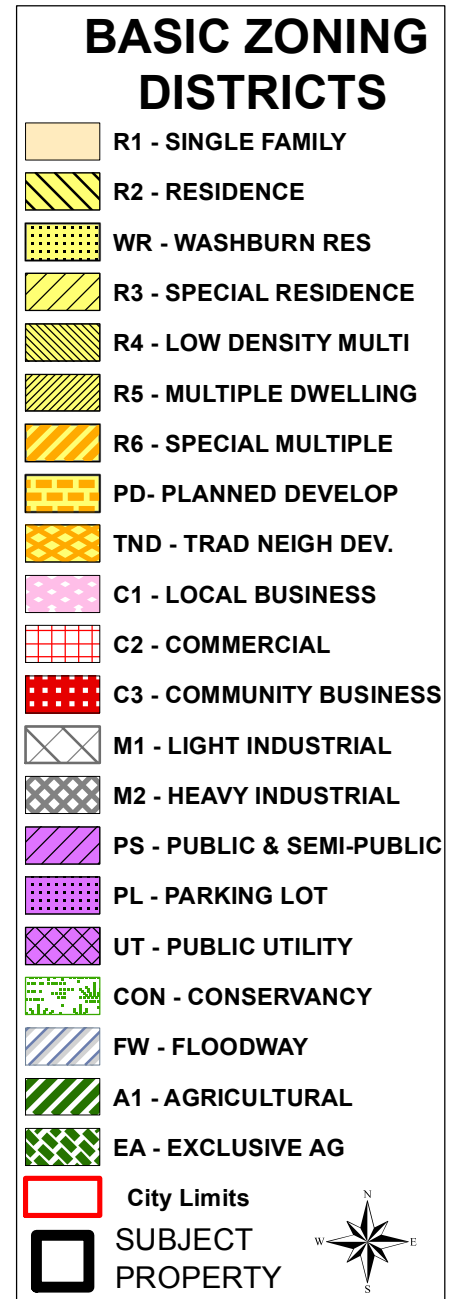 BASIC ZONING
DISTRICTS
R1 - SINGLE FAMILY
R2 - RESIDENCE
WR - WASHBURN RES
R3 - SPECIAL RESIDENCE
R4 - LOW DENSITY MULTI
R5 - MULTIPLE DWELLING
R6 - SPECIAL MULTIPLE
PD- PLANNED DEVELOP
TND - TRAD NEIGH DEV.
C1 - LOCAL BUSINESS
C2 - COMMERCIAL
C3 - COMMUNITY BUSINESS
M1 - LIGHT INDUSTRIAL
M2 - HEAVY INDUSTRIAL
PS - PUBLIC & SEMI-PUBLIC
PL - PARKING LOT
UT - PUBLIC UTILITY
CON - CONSERVANCY
FW - FLOODWAY
A1 - AGRICULTURAL
EA - EXCLUSIVE AG
City Limits
SUBJECT
PROPERTY
N
W E
S